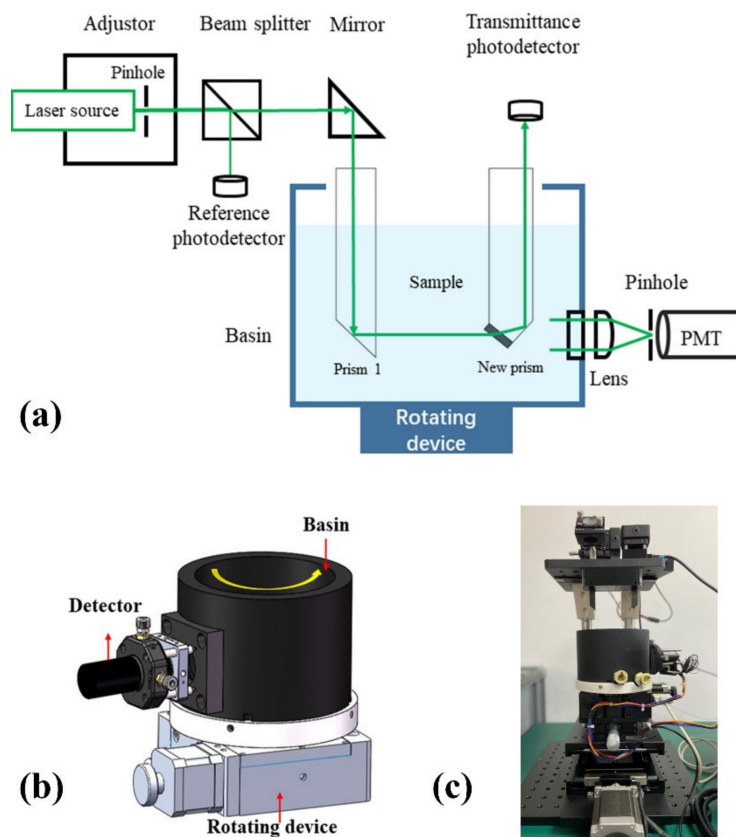 Adjustor
Beam splitter
Mirror
Transmittance
photodetector
Pinhole
Laser source
Reference
photodetector
Sample
Pinhole
Basin
PMT
Prism 1
New prism
Lens
(a)
Rotating
device
Basin
Detector
(b)
Rotating device
(c)